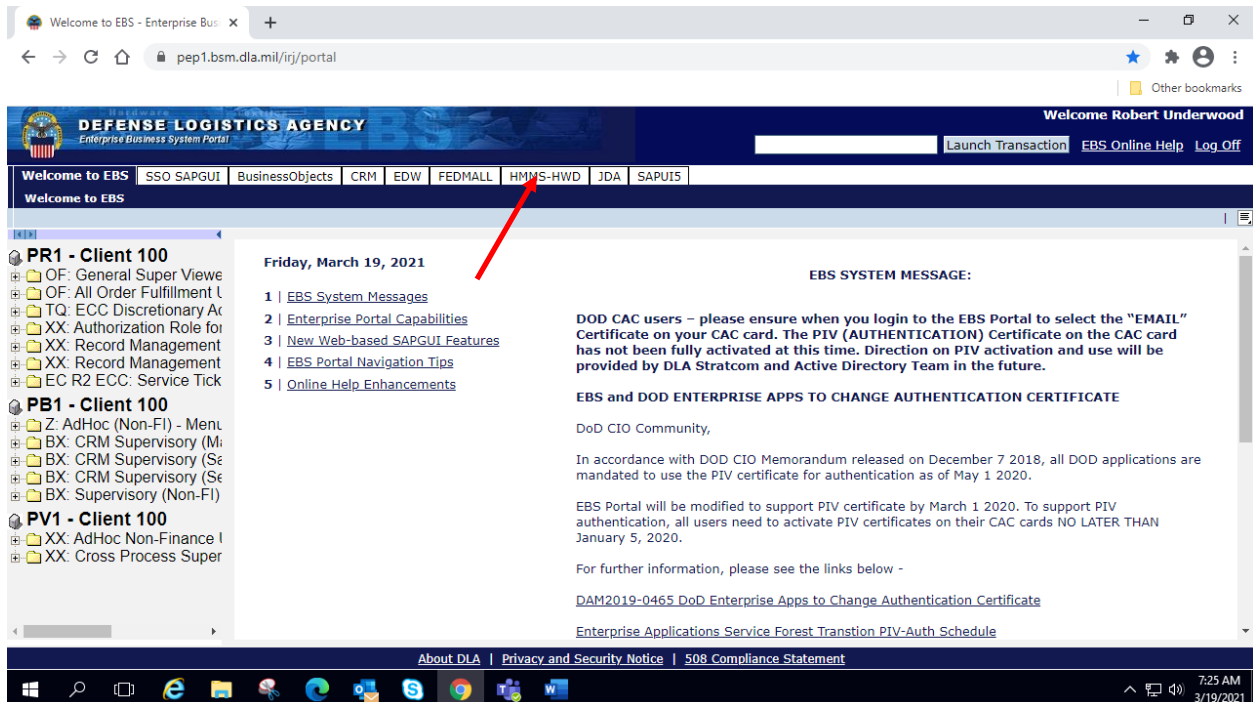 Welcome to EBS - Enterprise Busi
pep1.bsm.dla.mil/irj/portal
Other bookmarks
Hardware
DEFENSE LOGISTICS AGENCY
Enterprise Business System Portal
EBS
Welcome Robert Underwood
Launch Transaction EBS Online Help Log Off
Welcome to EBS SSO SAPGUI BusinessObjects CRM EDW FEDMALL HMMS-HWD JDA SAPUI5
Welcome to EBS
PR1 - Client 100
OF: General Super Viewe
OF: All Order Fulfillment U
TQ: ECC Discretionary Ac
XX: Authorization Role for
XX: Record Management
XX: Record Management
EC R2 ECC: Service Tick
PB1 - Client 100
Z: AdHoc (Non-FI) - Menu
BX: CRM Supervisory (Ma
BX: CRM Supervisory (Sa
BX: CRM Supervisory (Se
BX: Supervisory (Non-FI)
PV1 - Client 100
XX: AdHoc Non-Finance U
XX: Cross Process Super
Friday, March 19, 2021
1 | EBS System Messages
2 | Enterprise Portal Capabilities
3 | New Web-based SAPGUI Features
4 | EBS Portal Navigation Tips
5 | Online Help Enhancements
EBS SYSTEM MESSAGE:
DOD CAC users – please ensure when you login to the EBS Portal to select the “EMAIL”
Certificate on your CAC card. The PIV (AUTHENTICATION) Certificate on the CAC card
has not been fully activated at this time. Direction on PIV activation and use will be
provided by DLA Stratcom and Active Directory Team in the future.
EBS and DOD ENTERPRISE APPS TO CHANGE AUTHENTICATION CERTIFICATE
DoD CIO Community,
In accordance with DOD CIO Memorandum released on December 7 2018, all DOD applications are
mandated to use the PIV certificate for authentication as of May 1 2020.
EBS Portal will be modified to support PIV certificate by March 1 2020. To support PIV
authentication, all users need to activate PIV certificates on their CAC cards NO LATER THAN
January 5, 2020.
For further information, please see the links below -
DAM2019-0465 DoD Enterprise Apps to Change Authentication Certificate
Enterprise Applications Service Forest Transtion PIV-Auth Schedule
About DLA | Privacy and Security Notice | 508 Compliance Statement
7:25 AM
3/19/2021